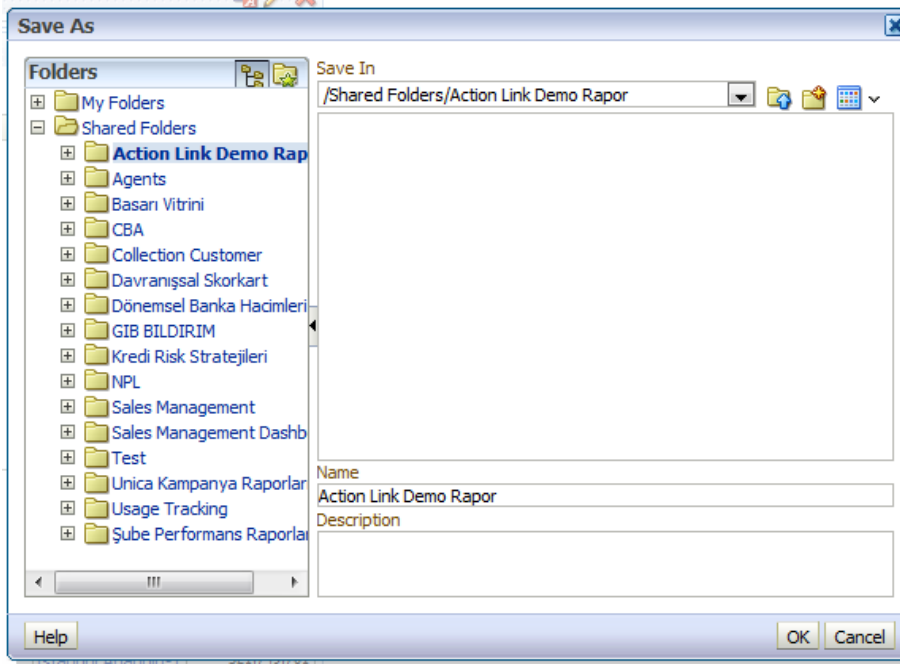 Save As
Folders
My Folders
Shared Folders
Action Link Demo Rap
Agents
Basarı Vitrini
CBA
Collection Customer
Davranışsal Skorkart
Dönemsel Banka Hacimleri
GIB BILDIRIM
Kredi Risk Stratejileri
NPL
Sales Management
Sales Management Dashb
Test
Unica Kampanya Raporlar
Usage Tracking
Şube Performans Raporla
Save In
/Shared Folders/Action Link Demo Rapor
Name
Action Link Demo Rapor
Description
Help
OK
Cancel